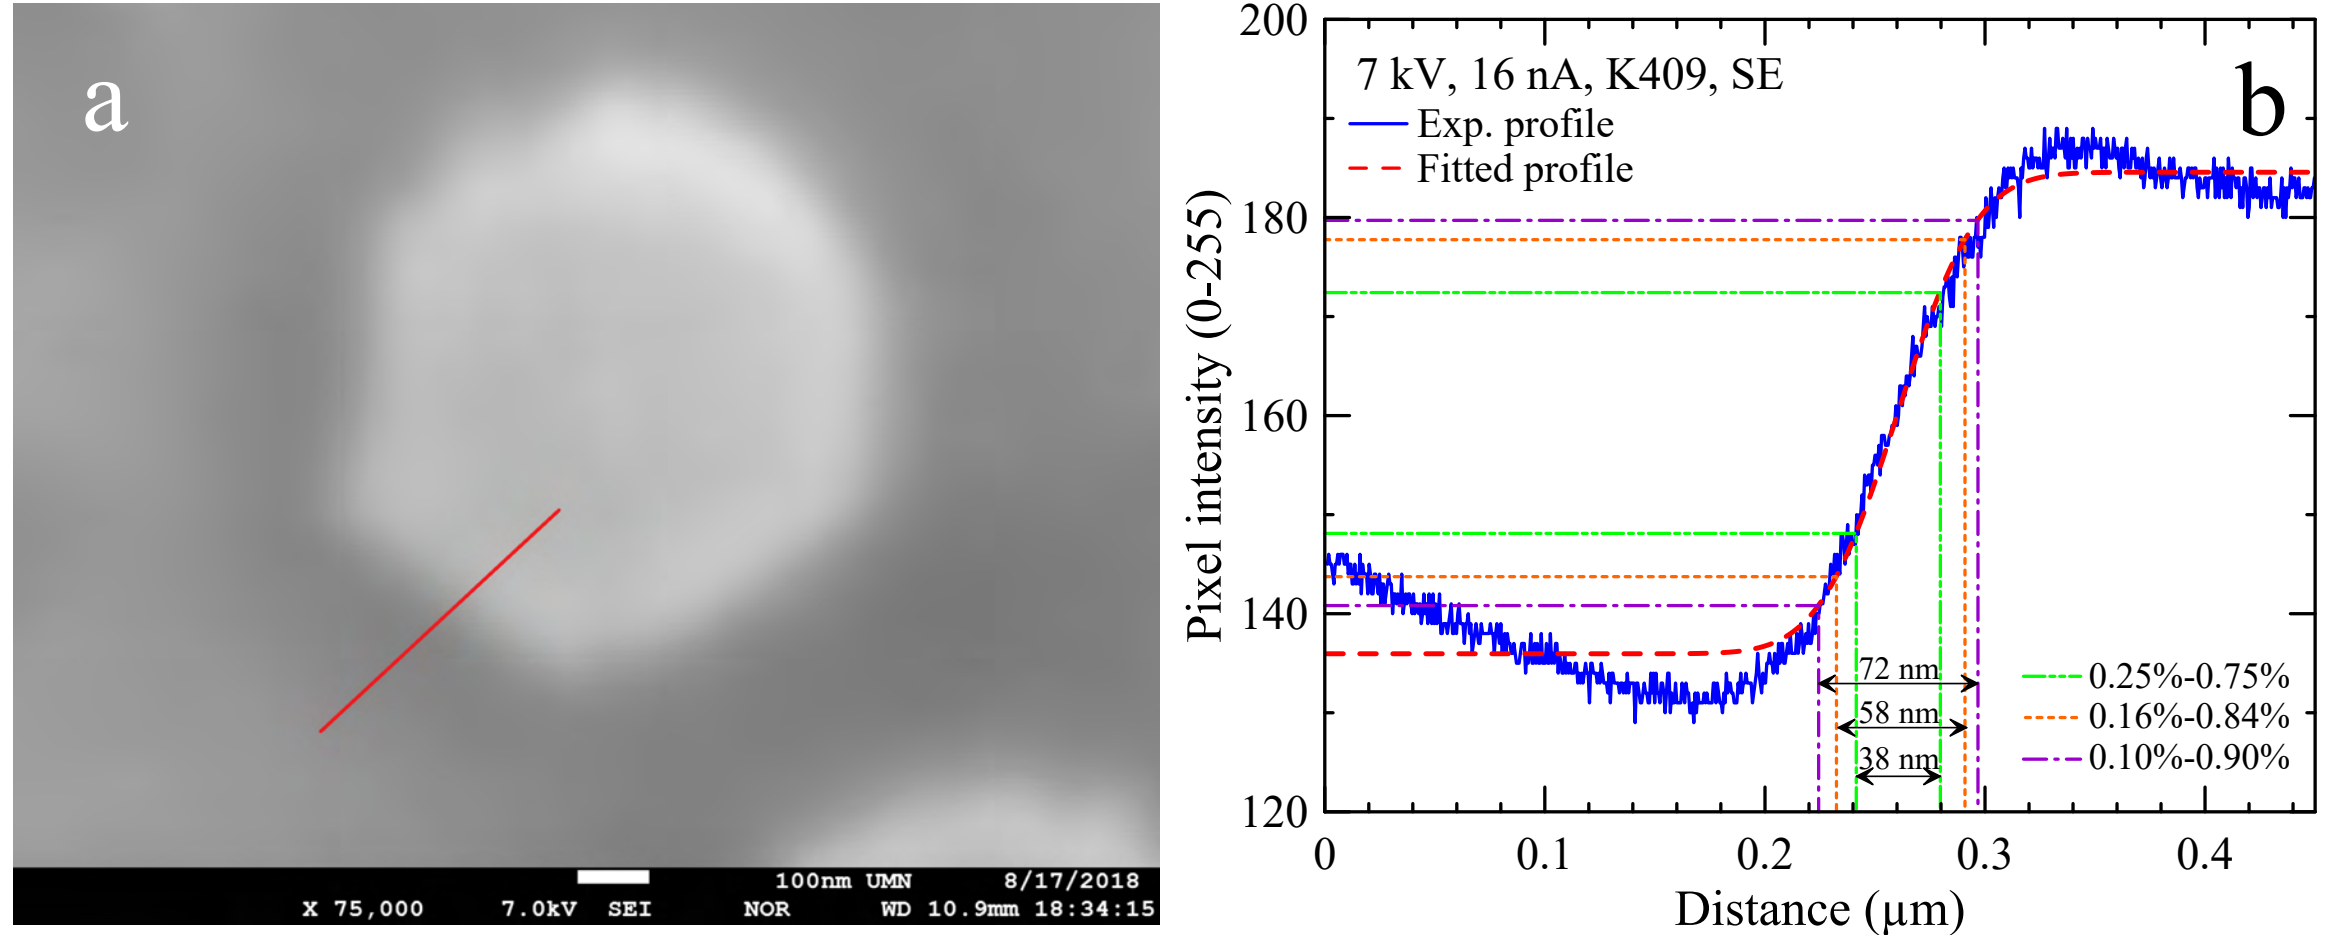 a
100nm UMN 8/17/2018
X 75,000 7.0kV SEI NOR WD 10.9mm 18:34:15
b
7 kV, 16 nA, K409, SE
Exp. profile
Fitted profile
Pixel intensity (0-255)
200
180
160
140
120
72 nm
58 nm
38 nm
0.25%-0.75%
0.16%-0.84%
0.10%-0.90%
0 0.1 0.2 0.3 0.4
Distance (µm)